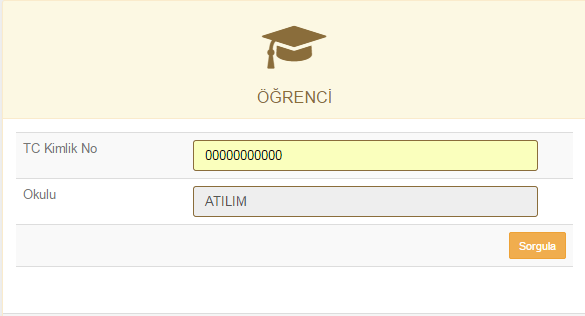 ÖĞRENCİ
TC Kimlik No
00000000000
Okulu
ATILIM
Sorgula